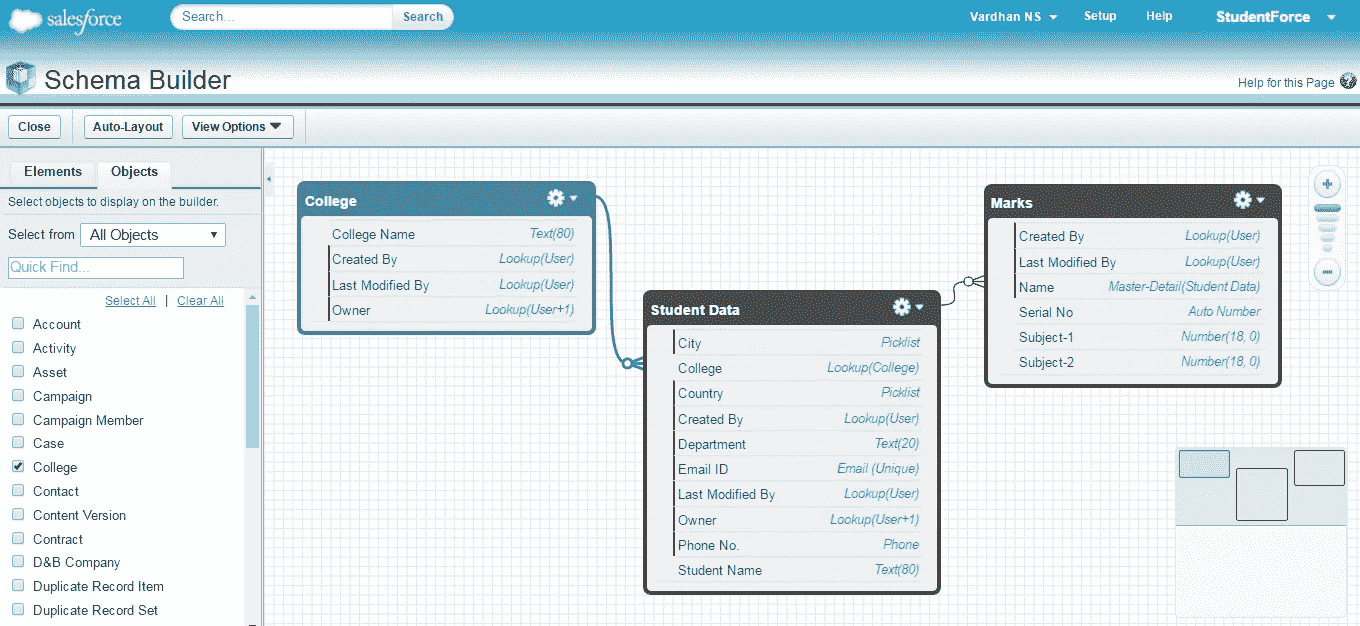 salesforce Search... Search Vardhan NS Setup Help StudentForce
Schema Builder
Help for this Page
Close Auto-Layout View Options
Elements Objects
Select objects to display on the builder.
Select from All Objects
Quick Find...
Select All | Clear All
Account
Activity
Asset
Campaign
Campaign Member
Case
College
Contact
Content Version
Contract
D&B Company
Duplicate Record Item
Duplicate Record Set
College
College Name Text(80)
Created By Lookup(User)
Last Modified By Lookup(User)
Owner Lookup(User+1)
Student Data
City Picklist
College Lookup(College)
Country Picklist
Created By Lookup(User)
Department Text(20)
Email ID Email (Unique)
Last Modified By Lookup(User)
Owner Lookup(User+1)
Phone No. Phone
Student Name Text(80)
Marks
Created By Lookup(User)
Last Modified By Lookup(User)
Name Master-Detail(Student Data)
Serial No Auto Number
Subject-1 Number(18, 0)
Subject-2 Number(18, 0)